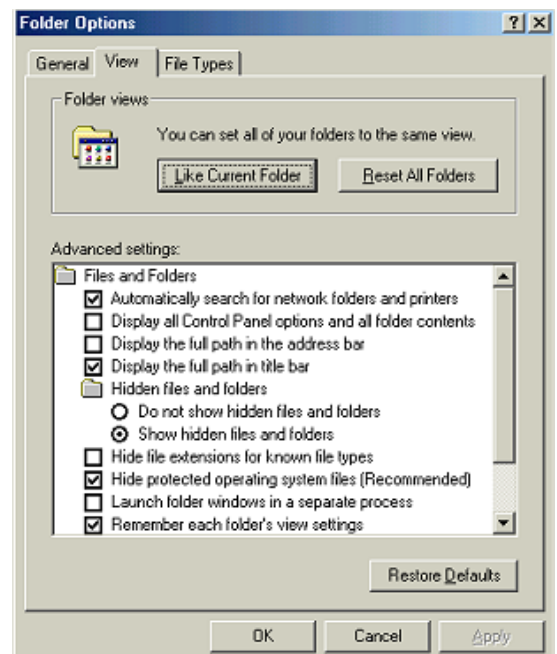 Folder Options
General View File Types
Folder views
You can set all of your folders to the same view.
Like Current Folder Reset All Folders
Advanced settings:
Files and Folders
Automatically search for network folders and printers
Display all Control Panel options and all folder contents
Display the full path in the address bar
Display the full path in title bar
Hidden files and folders
Do not show hidden files and folders
Show hidden files and folders
Hide file extensions for known file types
Hide protected operating system files (Recommended)
Launch folder windows in a separate process
Remember each folder's view settings
Restore Defaults
OK Cancel Apply